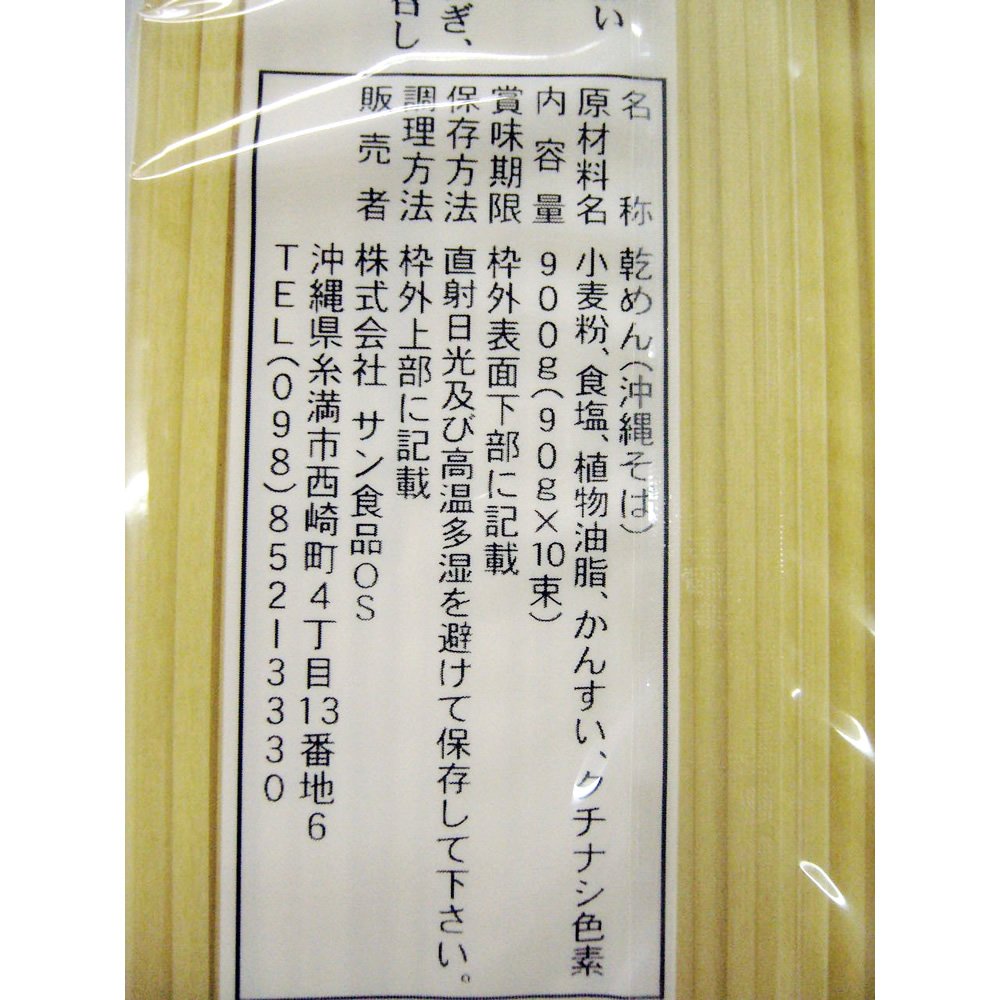 い
ぎ、
し
名称 乾めん(沖縄そば)
原材料名 小麦粉、食塩、植物油脂、かんすい、クチナシ色素
内容量 900g(90g×10束)
賞味期限 枠外表面下部に記載
保存方法 直射日光及び高温多湿を避けて保存して下さい。
調理方法 枠外上部に記載
販売者 株式会社 サン食品OS
沖縄県糸満市西崎町4丁目13番地6
TEL(098)852-3330